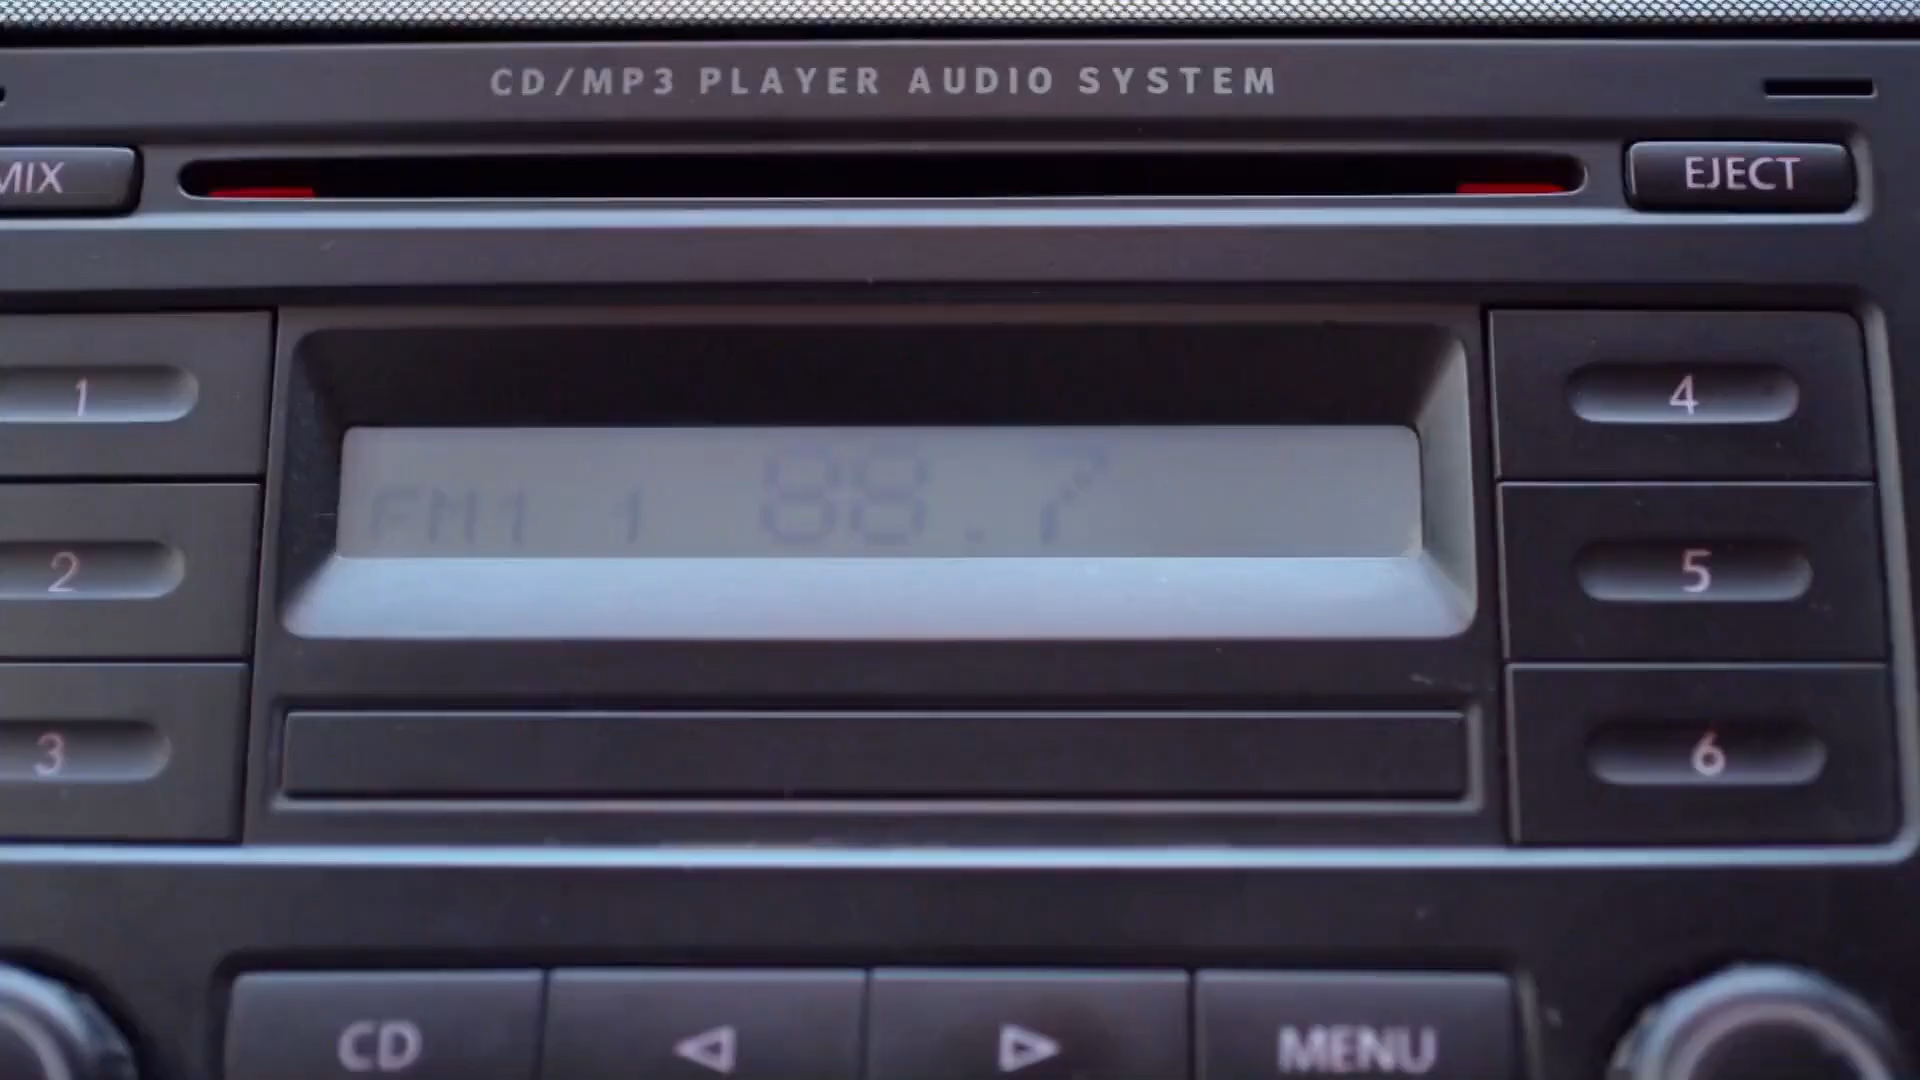 CD/MP3 PLAYER AUDIO SYSTEM
MIX
EJECT
1
4
FM1 1 88.7
2
5
3
6
CD
MENU